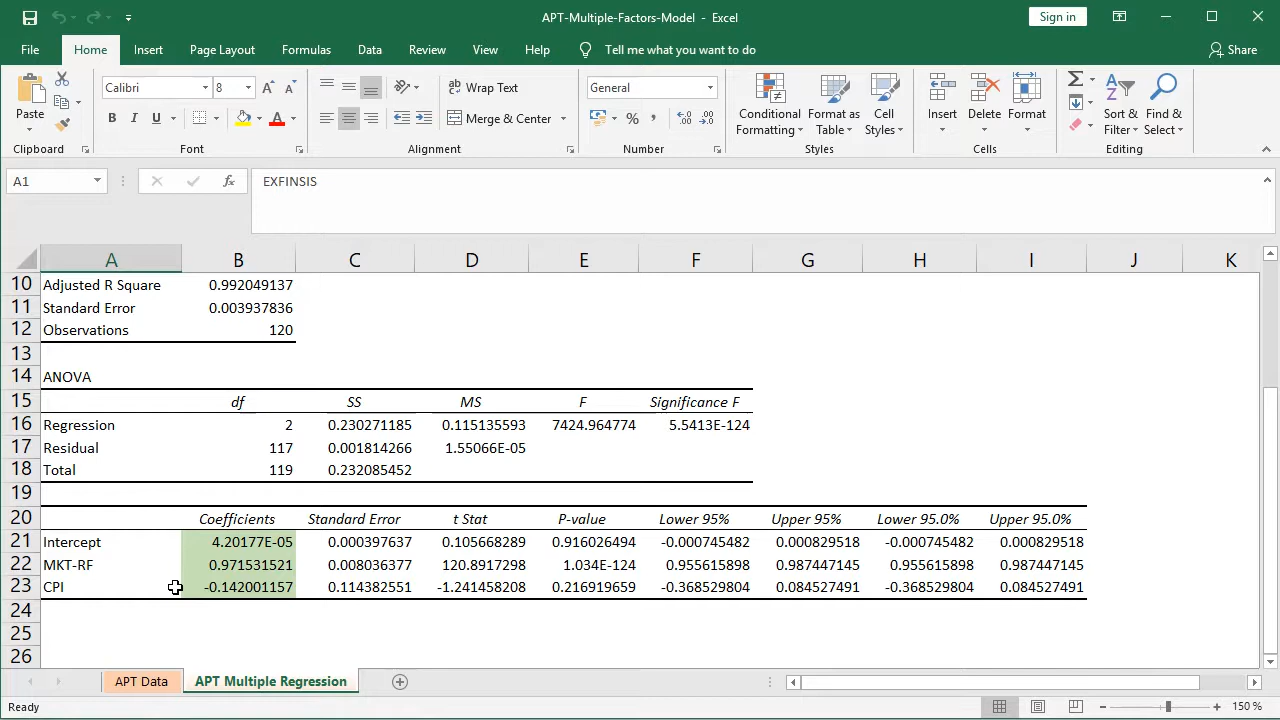 APT-Multiple-Factors-Model - Excel
Sign in
File Home Insert Page Layout Formulas Data Review View Help Tell me what you want to do Share
Calibri 8 A A ab Wrap Text General Σ
Paste B I U A Merge & Center % , Conditional Formatting Format as Table Cell Styles Insert Delete Format Sort & Filter Find & Select
Clipboard Font Alignment Number Styles Cells Editing
A1 fx EXFINSIS
A B C D E F G H I J K
10 Adjusted R Square 0.992049137
11 Standard Error 0.003937836
12 Observations 120
13
14 ANOVA
15 df SS MS F Significance F
16 Regression 2 0.230271185 0.115135593 7424.964774 5.5413E-124
17 Residual 117 0.001814266 1.55066E-05
18 Total 119 0.232085452
19
20 Coefficients Standard Error t Stat P-value Lower 95% Upper 95% Lower 95.0% Upper 95.0%
21 Intercept 4.20177E-05 0.000397637 0.105668289 0.916026494 -0.000745482 0.000829518 -0.000745482 0.000829518
22 MKT-RF 0.971531521 0.008036377 120.8917298 1.034E-124 0.955615898 0.987447145 0.955615898 0.987447145
23 CPI -0.142001157 0.114382551 -1.241458208 0.216919659 -0.368529804 0.084527491 -0.368529804 0.084527491
24
25
26
APT Data APT Multiple Regression
Ready 150 %